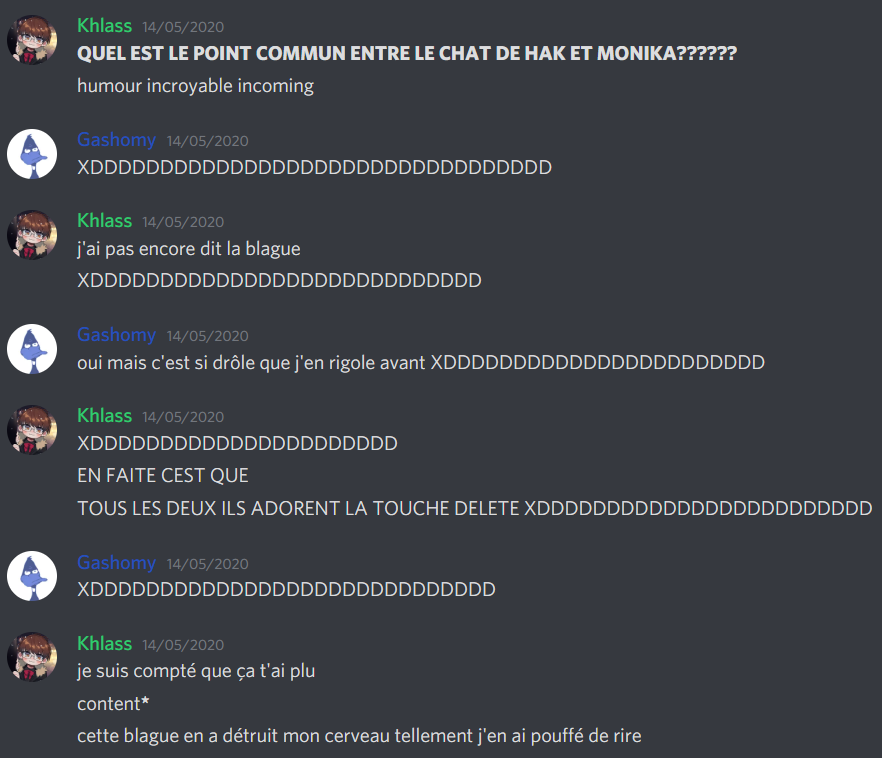 Khlass 14/05/2020
QUEL EST LE POINT COMMUN ENTRE LE CHAT DE HAK ET MONIKA??????
humour incroyable incoming
Gashomy 14/05/2020
XDDDDDDDDDDDDDDDDDDDDDDDDDDDDDDDDD
Khlass 14/05/2020
j'ai pas encore dit la blague
XDDDDDDDDDDDDDDDDDDDDDDDDDDDD
Gashomy 14/05/2020
oui mais c'est si drôle que j'en rigole avant XDDDDDDDDDDDDDDDDDDDDDDD
Khlass 14/05/2020
XDDDDDDDDDDDDDDDDDDDDDD
EN FAITE CEST QUE
TOUS LES DEUX ILS ADORENT LA TOUCHE DELETE XDDDDDDDDDDDDDDDDDDDDDDDD
Gashomy 14/05/2020
XDDDDDDDDDDDDDDDDDDDDDDDDDDDDD
Khlass 14/05/2020
je suis compté que ça t'ai plu
content*
cette blague en a détruit mon cerveau tellement j'en ai pouffé de rire